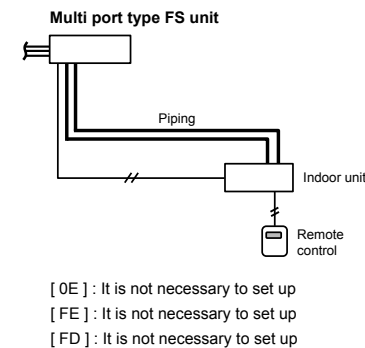 Multi port type FS unit
Piping
Indoor unit
Remote
control
[ 0E ] : It is not necessary to set up
[ FE ] : It is not necessary to set up
[ FD ] : It is not necessary to set up